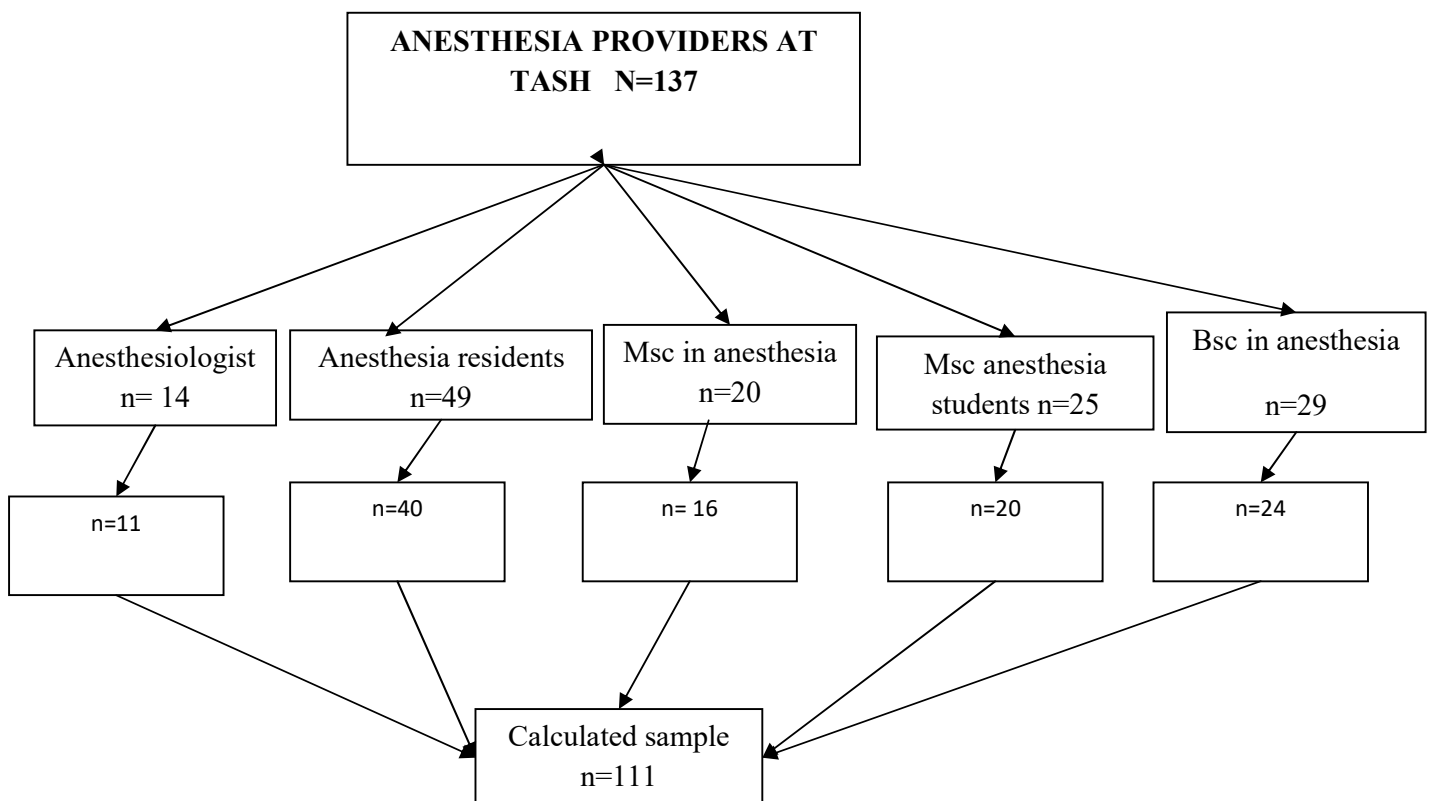 ANESTHESIA PROVIDERS AT
TASH N=137
Anesthesiologist
n= 14
Anesthesia residents
n=49
Msc in anesthesia
n=20
Msc anesthesia
students n=25
Bsc in anesthesia
n=29
n=11
n=40
n= 16
n=20
n=24
Calculated sample
n=111